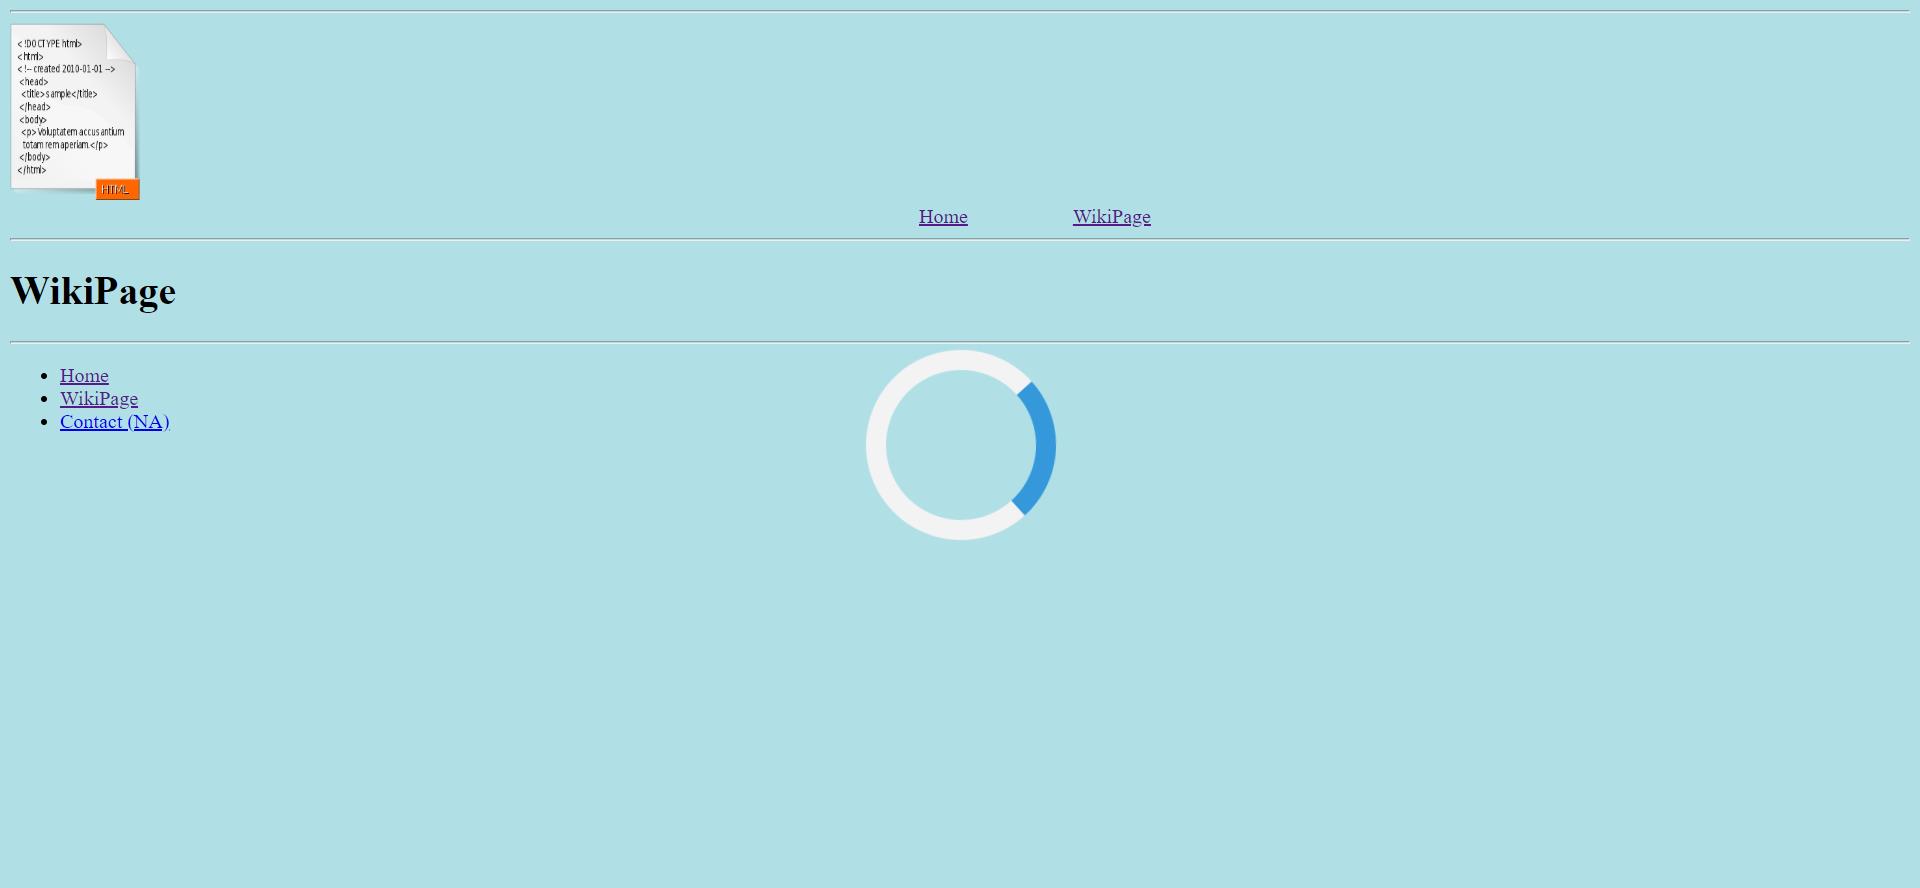 <!DOCTYPE html>
<html>
<!-- created 2010-01-01 -->
<head>
<title>sample</title>
</head>
<body>
<p>Voluptatem accusantium
totam rem aperiam.</p>
</body>
</html>
HTML
Home WikiPage
WikiPage
• Home
• WikiPage
• Contact (NA)